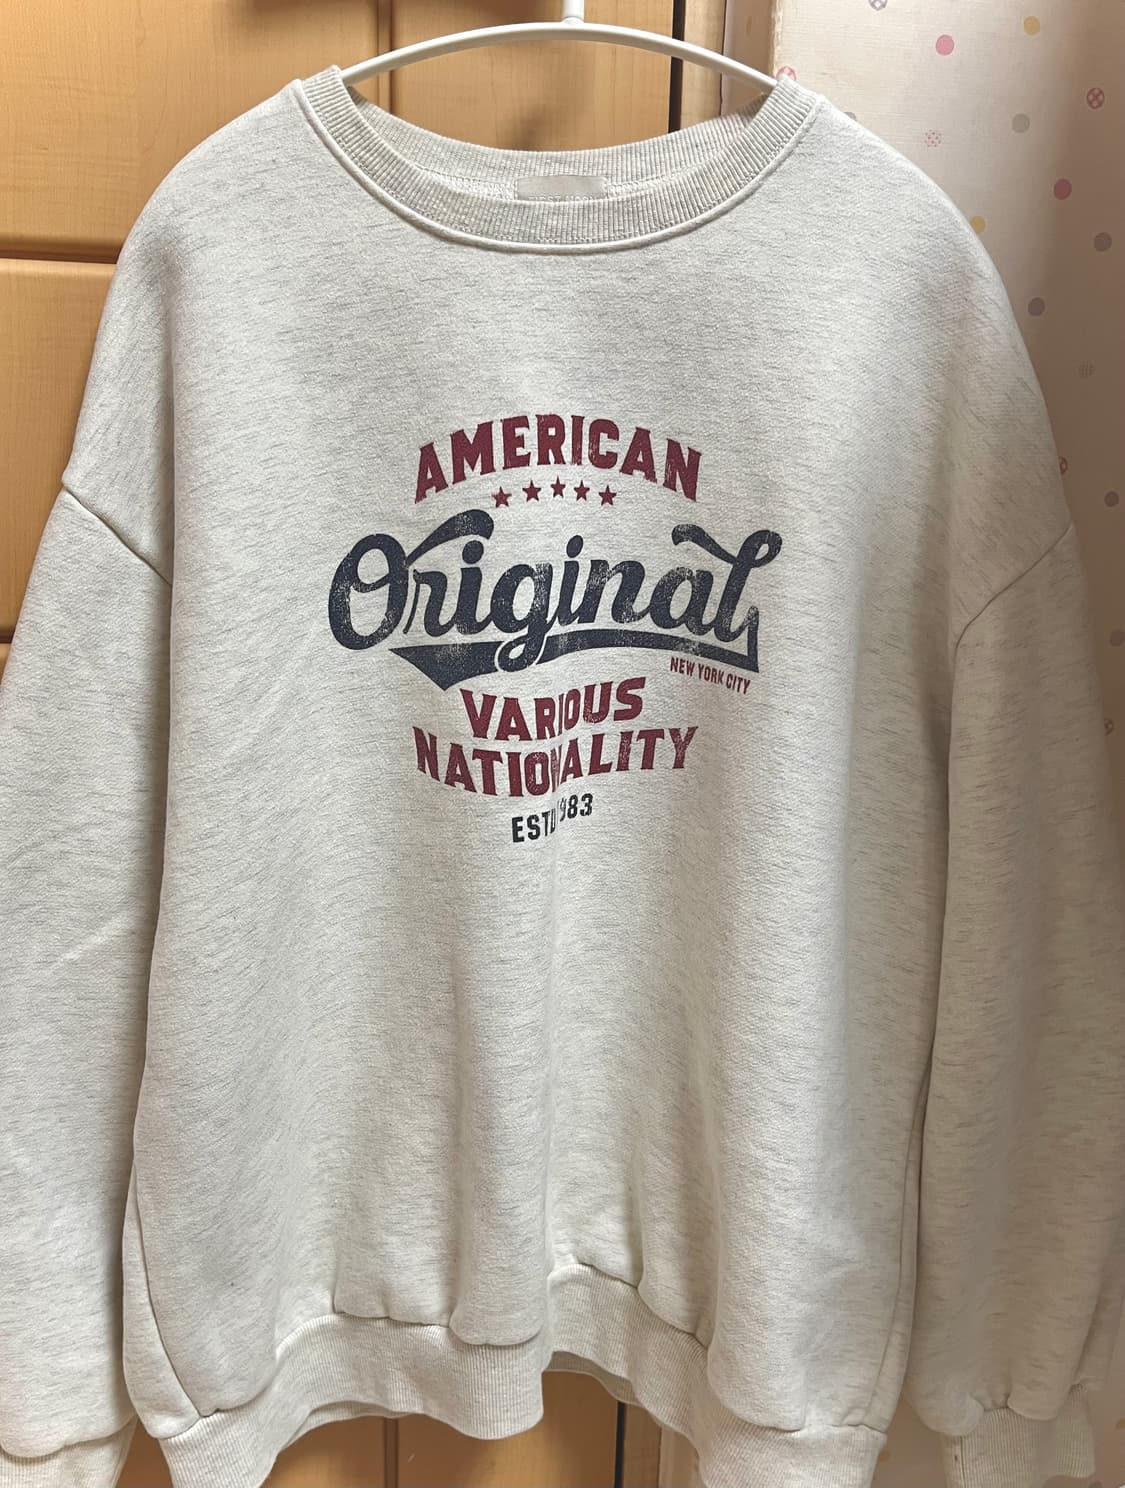 AMERICAN
Original
NEW YORK CITY
VARIOUS
NATIONALITY
ESTD 1983